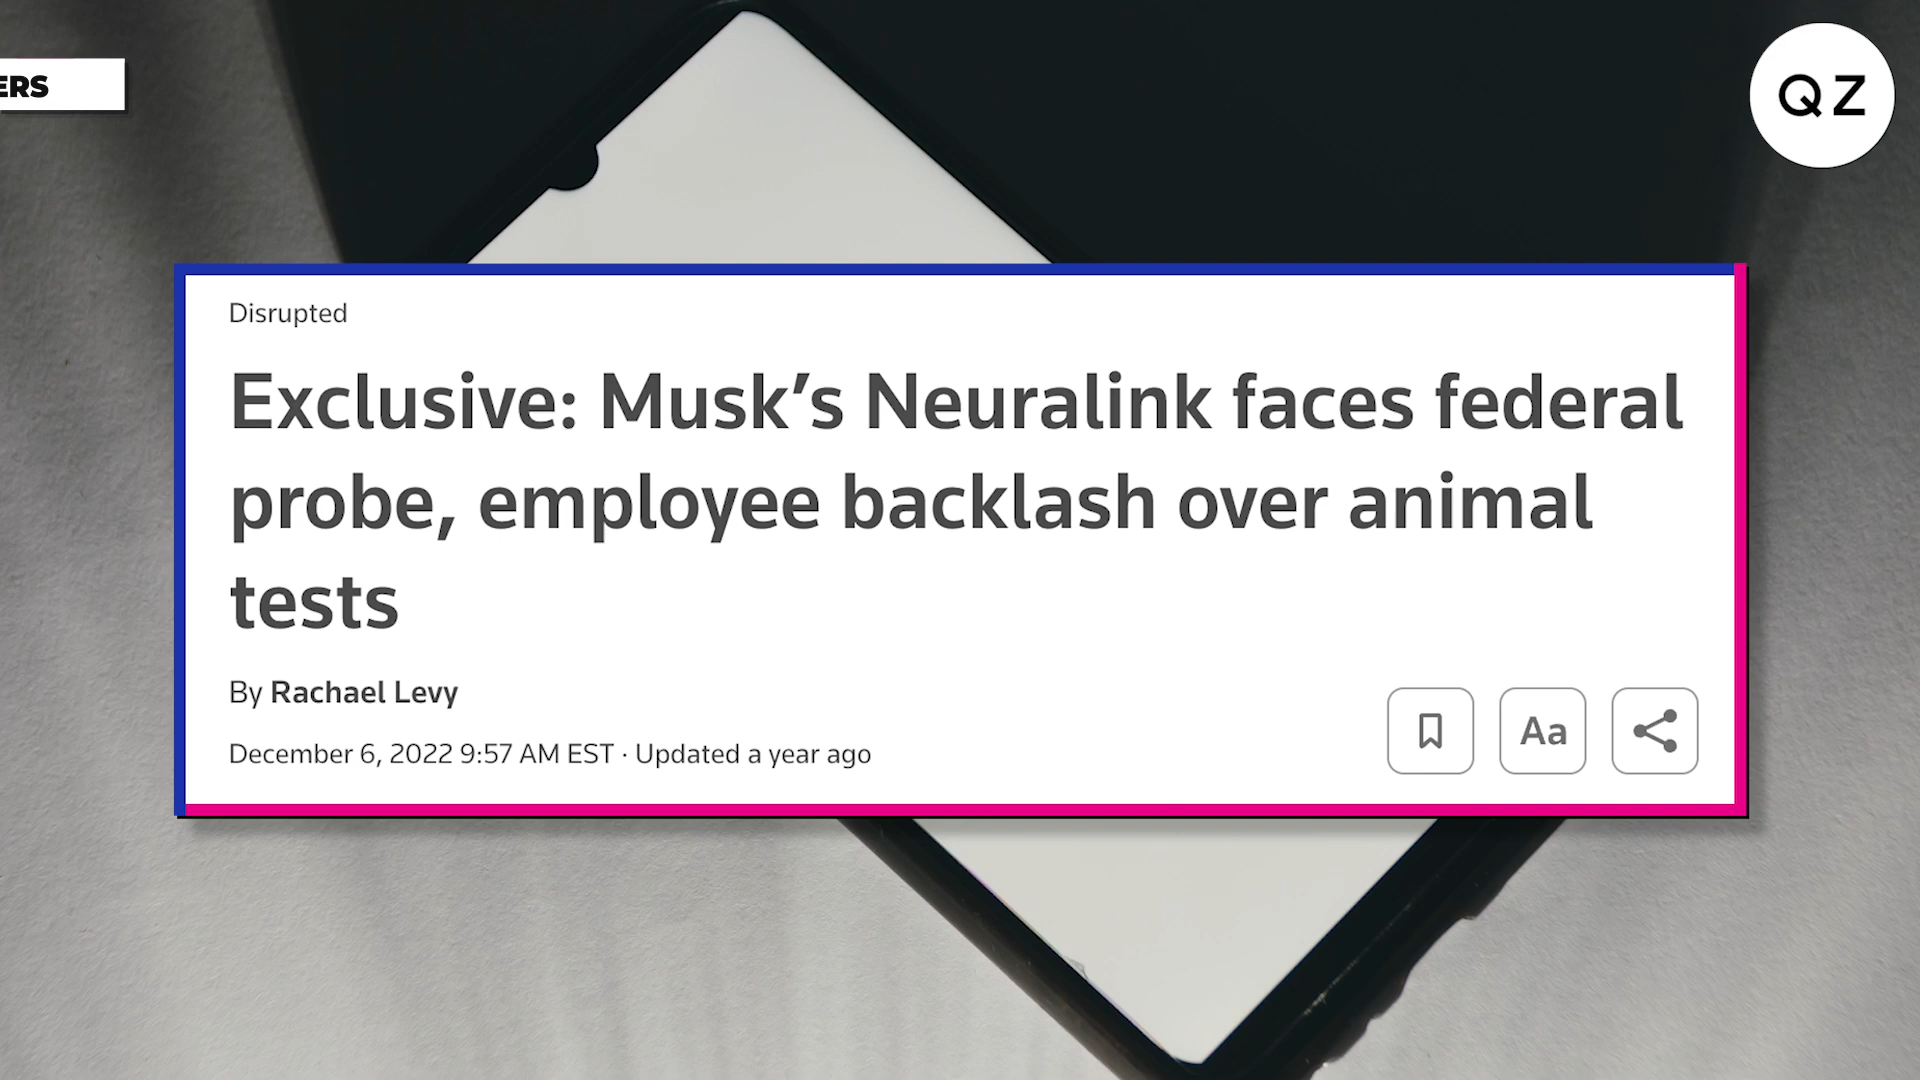 ERS
QZ
Disrupted
Exclusive: Musk’s Neuralink faces federal
probe, employee backlash over animal
tests
By Rachael Levy
December 6, 2022 9:57 AM EST · Updated a year ago
Aa